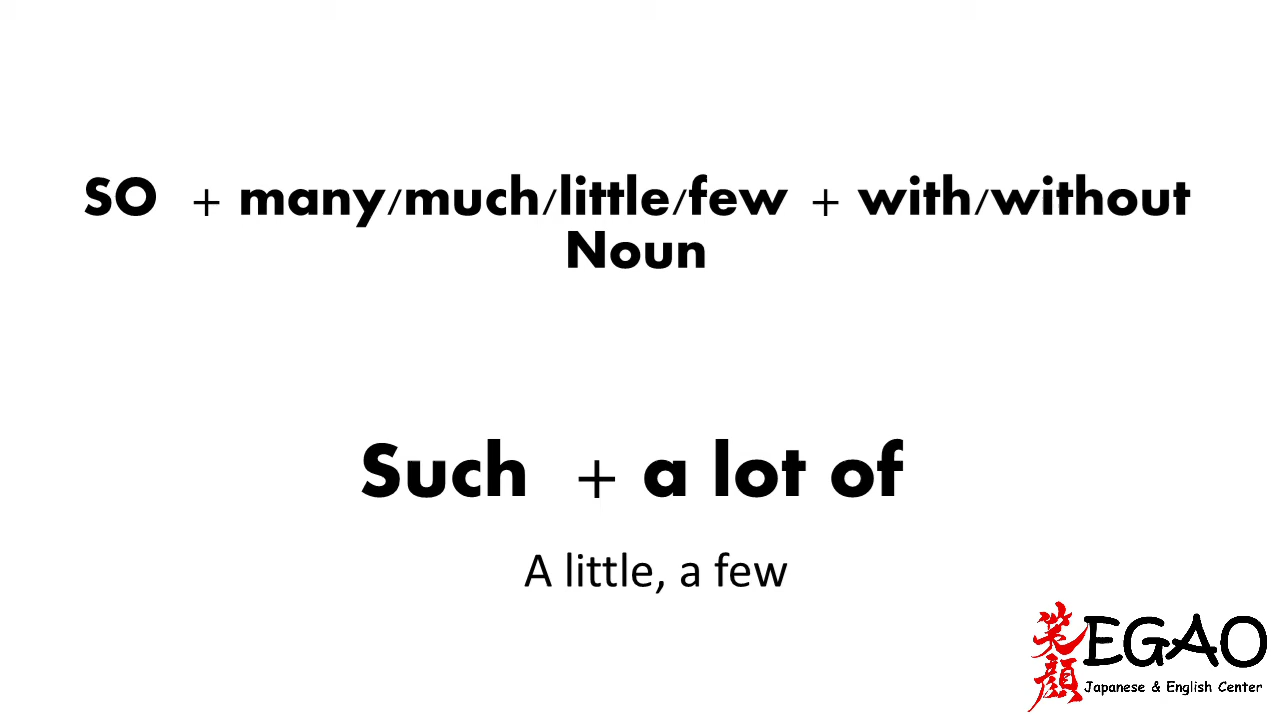 SO + many/much/little/few + with/without
Noun
Such + a lot of
A little, a few
笑顔
EGAO
Japanese & English Center